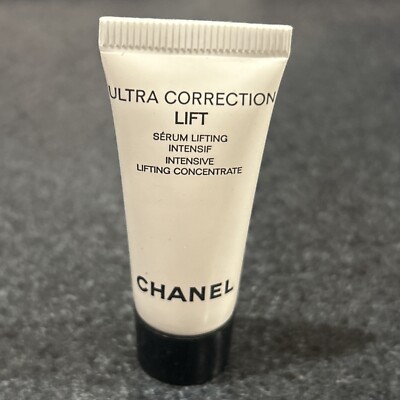 ULTRA CORRECTION
LIFT
SÉRUM LIFTING
INTENSIF
INTENSIVE
LIFTING CONCENTRATE
CHANEL